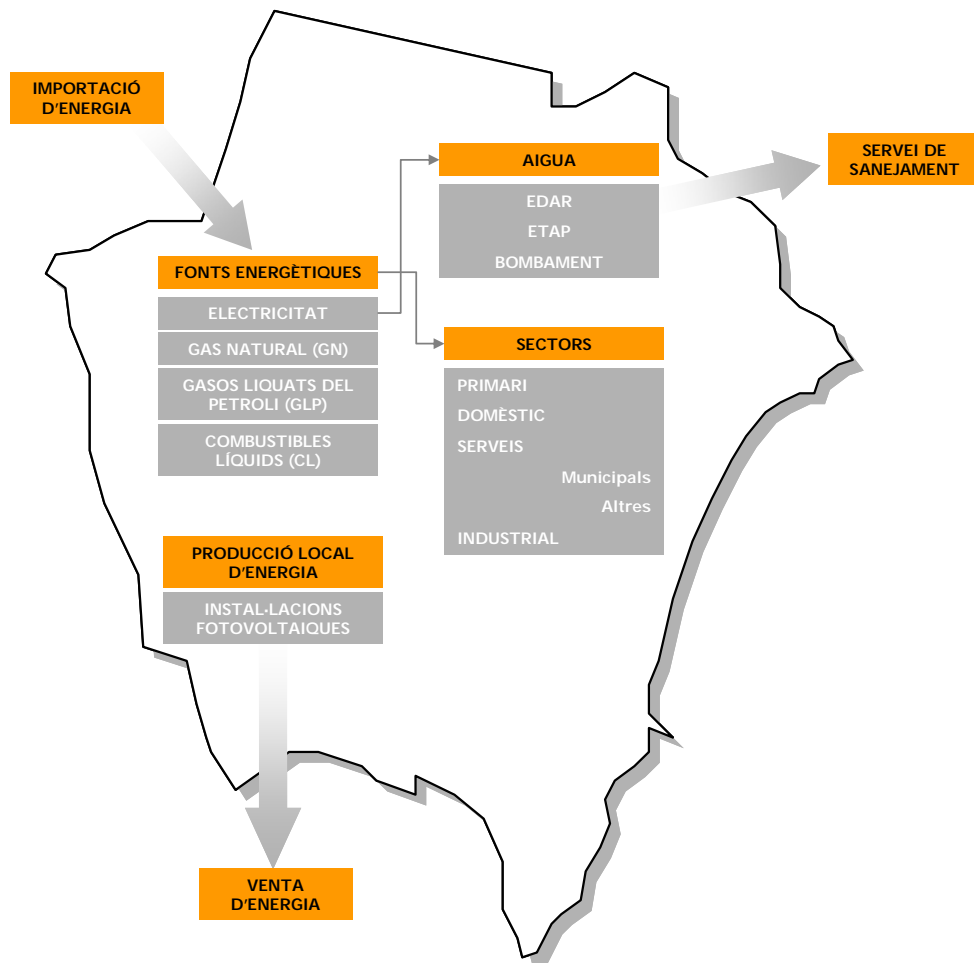 IMPORTACIÓ
D'ENERGIA
AIGUA
EDAR
ETAP
BOMBAMENT
SERVEI DE
SANEJAMENT
FONTS ENERGÈTIQUES
ELECTRICITAT
GAS NATURAL (GN)
GASOS LIQUATS DEL
PETROLI (GLP)
COMBUSTIBLES
LÍQUIDS (CL)
SECTORS
PRIMARI
DOMÈSTIC
SERVEIS
Municipals
Altres
INDUSTRIAL
PRODUCCIÓ LOCAL
D'ENERGIA
INSTAL·LACIONS
FOTOVOLTAIQUES
VENTA
D'ENERGIA